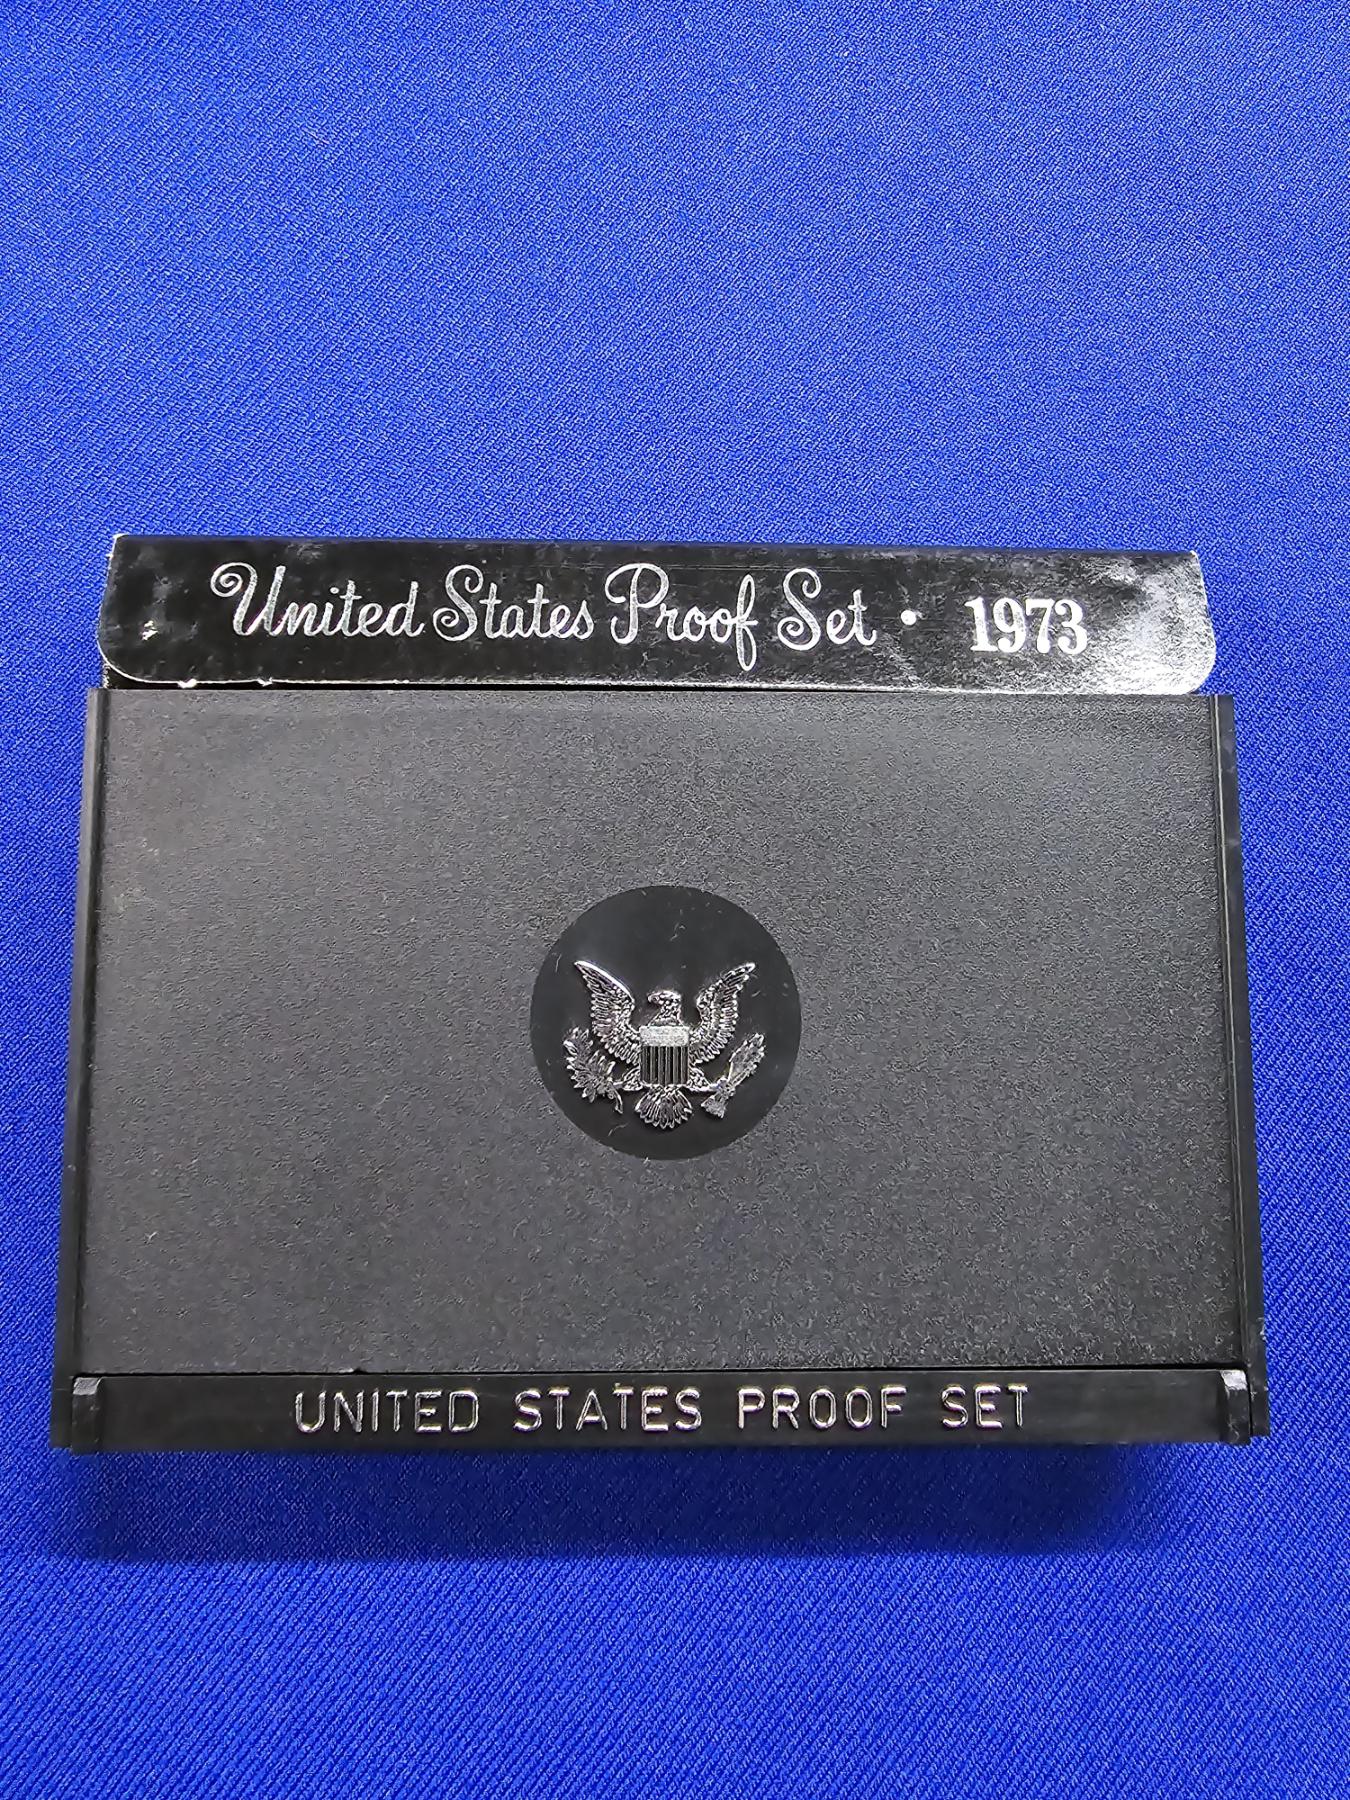 United States Proof Set • 1973
UNITED STATES PROOF SET